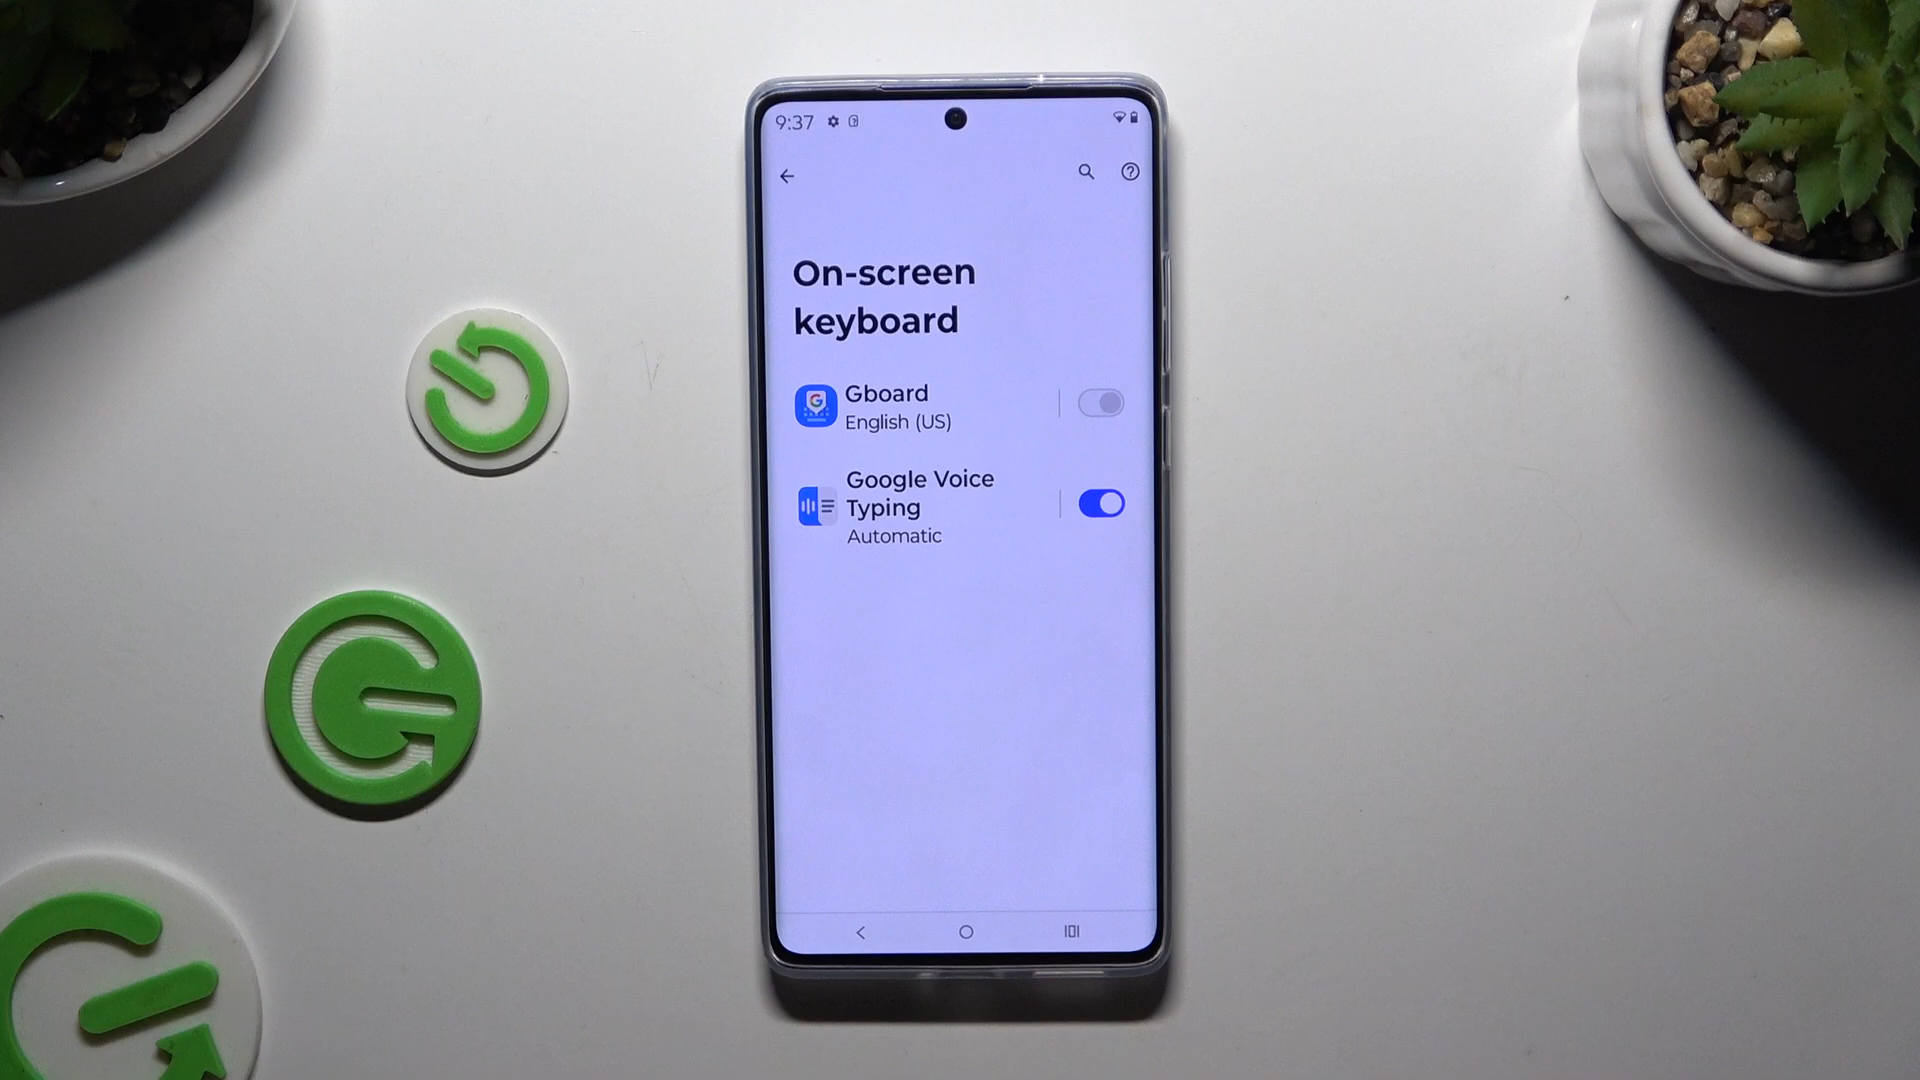 9:37
On-screen
keyboard
Gboard
English (US)
Google Voice
Typing
Automatic